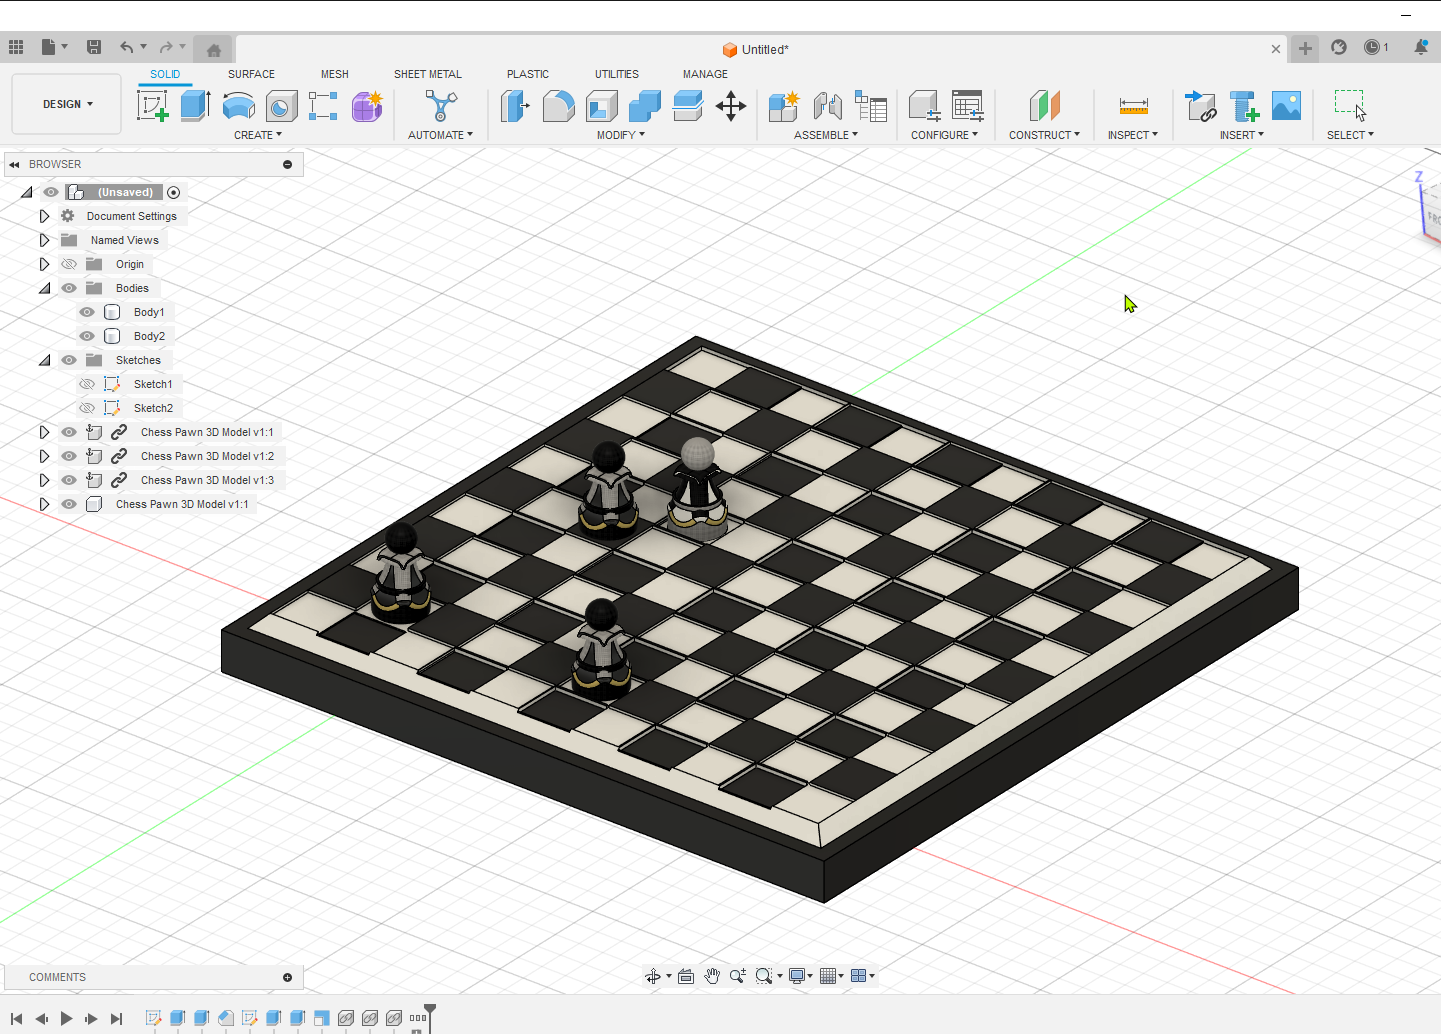 Untitled*
1
SOLID SURFACE MESH SHEET METAL PLASTIC UTILITIES MANAGE
DESIGN
CREATE AUTOMATE MODIFY ASSEMBLE CONFIGURE CONSTRUCT INSPECT INSERT SELECT
BROWSER
(Unsaved)
Document Settings
Named Views
Origin
Bodies
Body1
Body2
Sketches
Sketch1
Sketch2
Chess Pawn 3D Model v1:1
Chess Pawn 3D Model v1:2
Chess Pawn 3D Model v1:3
Chess Pawn 3D Model v1:1
Z
COMMENTS